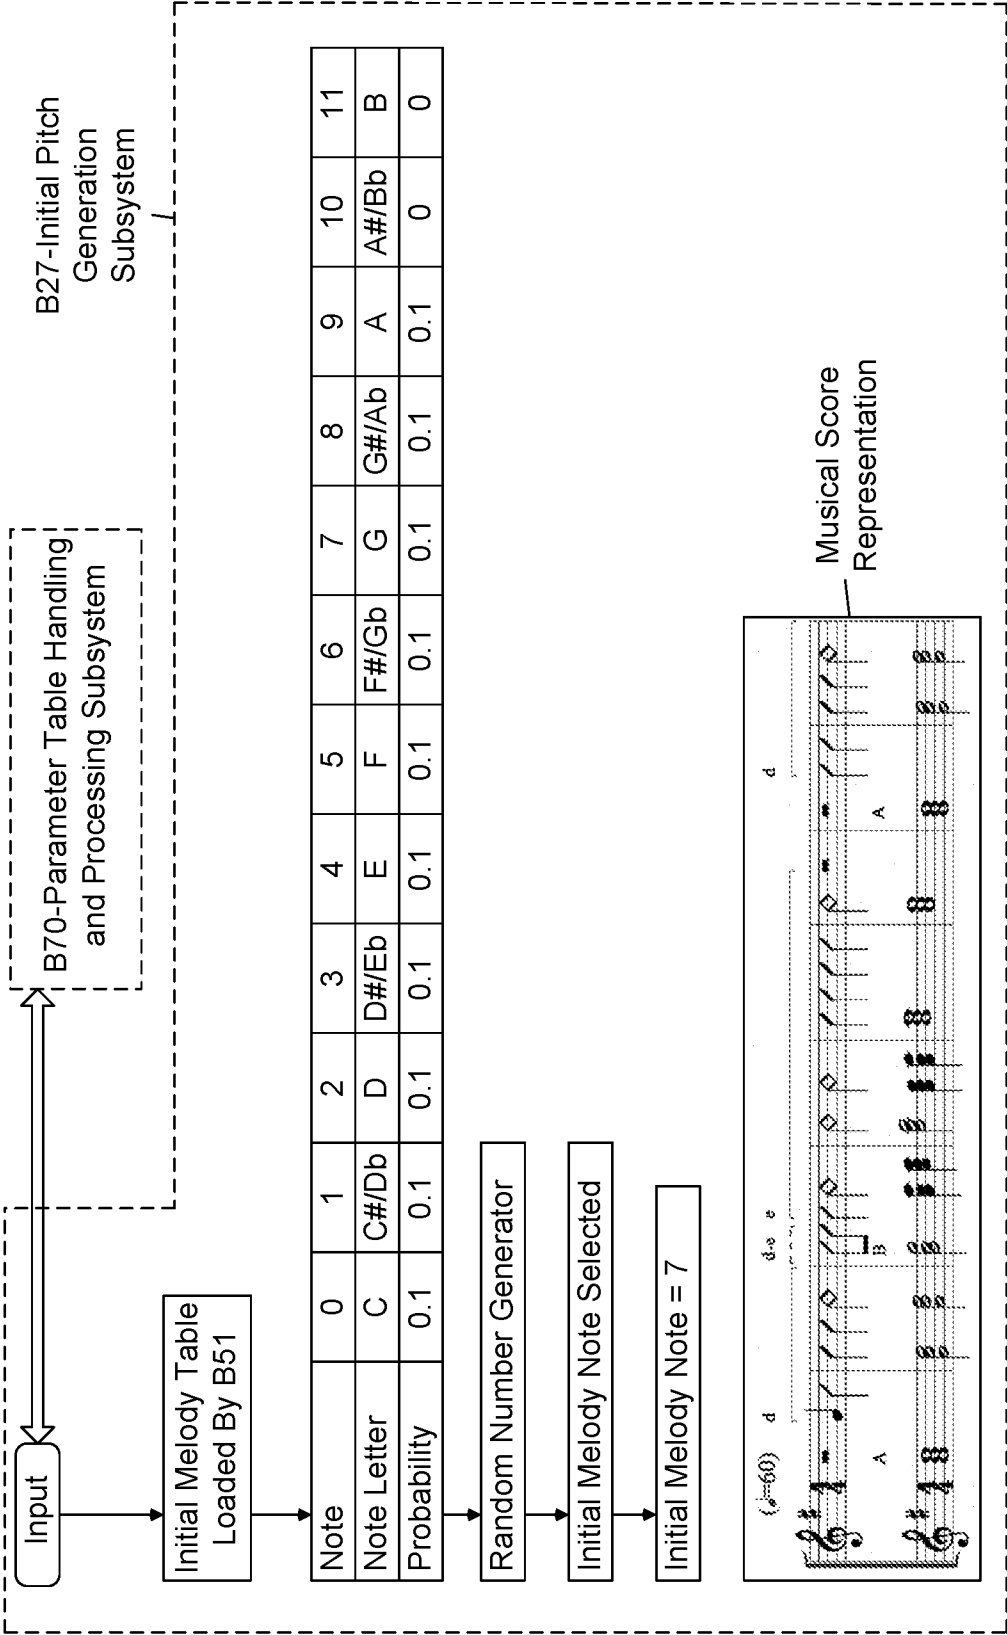 B70-Parameter Table Handling
and Processing Subsystem
B27-Initial Pitch
Generation
Subsystem
Input
Initial Melody Table
Loaded By B51
Note 0 1 2 3 4 5 6 7 8 9 10 11
Note Letter C C#/Db D D#/Eb E F F#/Gb G G#/Ab A A#/Bb B
Probability 0.1 0.1 0.1 0.1 0.1 0.1 0.1 0.1 0.1 0.1 0 0
Random Number Generator
Initial Melody Note Selected
Initial Melody Note = 7
d d-e e d
A B A
Musical Score
Representation